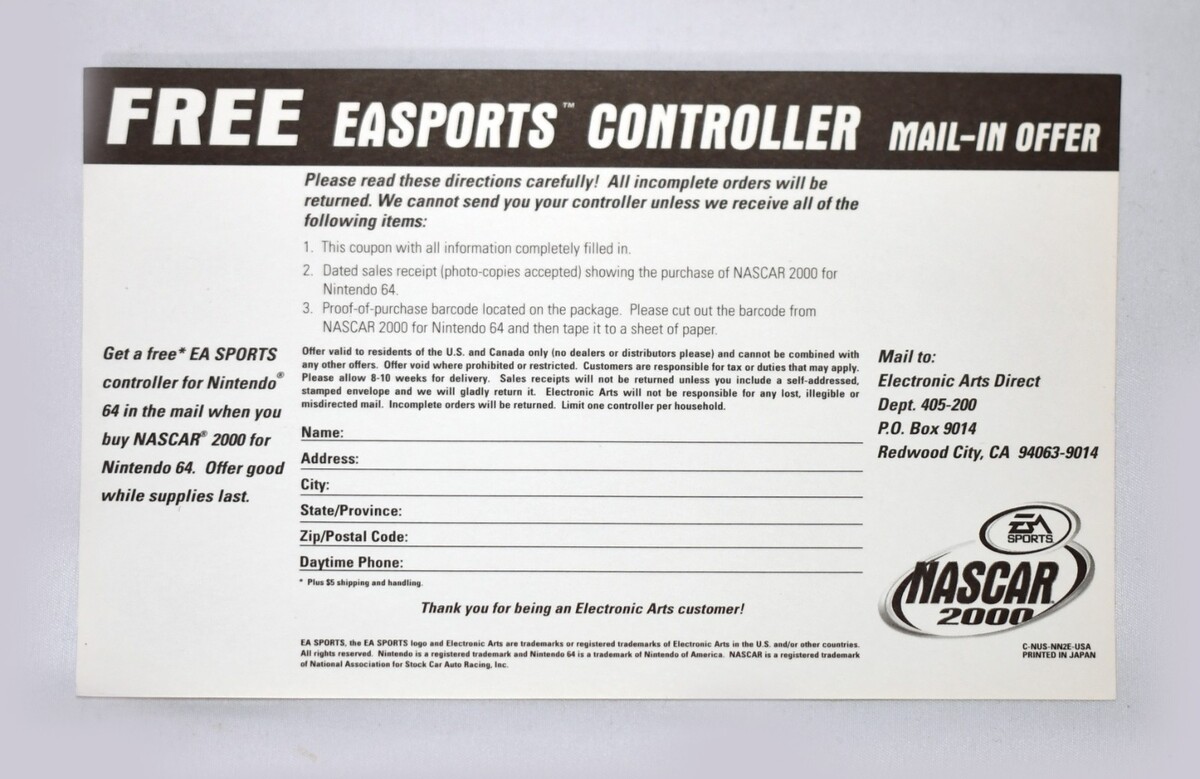 FREE EASPORTS™ CONTROLLER MAIL-IN OFFER
Please read these directions carefully! All incomplete orders will be
returned. We cannot send you your controller unless we receive all of the
following items:
1. This coupon with all information completely filled in.
2. Dated sales receipt (photo-copies accepted) showing the purchase of NASCAR 2000 for
Nintendo 64.
3. Proof-of-purchase barcode located on the package. Please cut out the barcode from
NASCAR 2000 for Nintendo 64 and then tape it to a sheet of paper.
Get a free* EA SPORTS
controller for Nintendo®
64 in the mail when you
buy NASCAR® 2000 for
Nintendo 64. Offer good
while supplies last.
Offer valid to residents of the U.S. and Canada only (no dealers or distributors please) and cannot be combined with
any other offers. Offer void where prohibited or restricted. Customers are responsible for tax or duties that may apply.
Please allow 8-10 weeks for delivery. Sales receipts will not be returned unless you include a self-addressed,
stamped envelope and we will gladly return it. Electronic Arts will not be responsible for any lost, illegible or
misdirected mail. Incomplete orders will be returned. Limit one controller per household.
Name:
Address:
City:
State/Province:
Zip/Postal Code:
Daytime Phone:
* Plus $5 shipping and handling.
Thank you for being an Electronic Arts customer!
EA SPORTS, the EA SPORTS logo and Electronic Arts are trademarks or registered trademarks of Electronic Arts in the U.S. and/or other countries.
All rights reserved. Nintendo is a registered trademark and Nintendo 64 is a trademark of Nintendo of America. NASCAR is a registered trademark
of National Association for Stock Car Auto Racing, Inc.
Mail to:
Electronic Arts Direct
Dept. 405-200
P.O. Box 9014
Redwood City, CA 94063-9014
EA
SPORTS
NASCAR
2000
C-NUS-NN2E-USA
PRINTED IN JAPAN